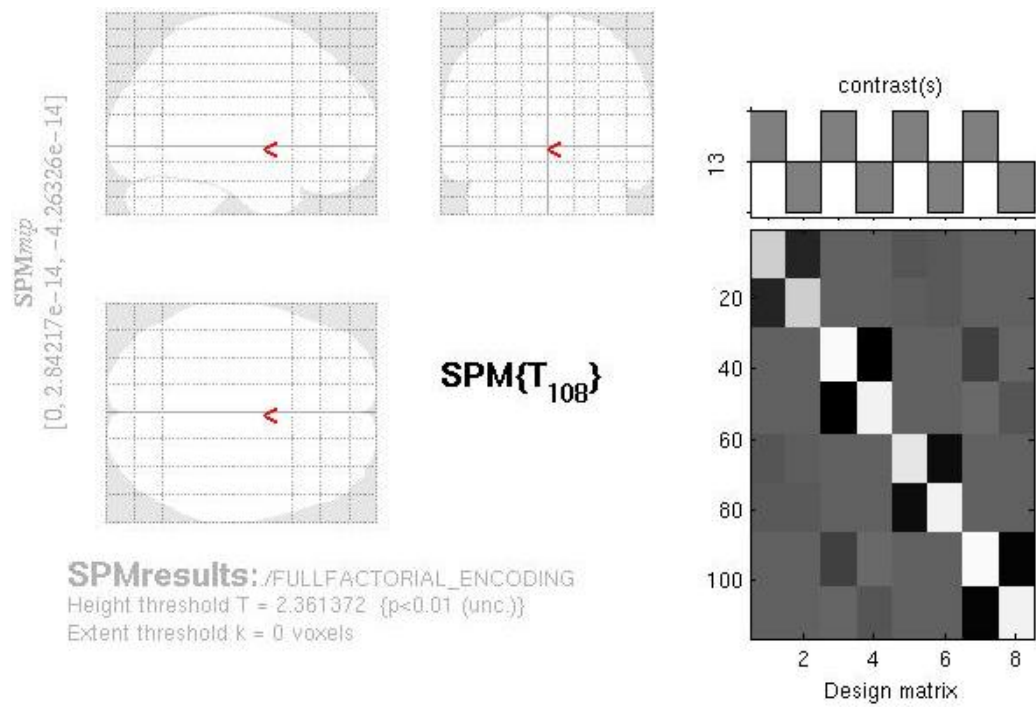 SPMmip
[0, 2.84217e-14, -4.26326e-14]
SPM{T108}
SPMresults: ./FULLFACTORIAL_ENCODING
Height threshold T = 2.361372 {p<0.01 (unc.)}
Extent threshold k = 0 voxels
contrast(s)
13
20
40
60
80
100
2 4 6 8
Design matrix